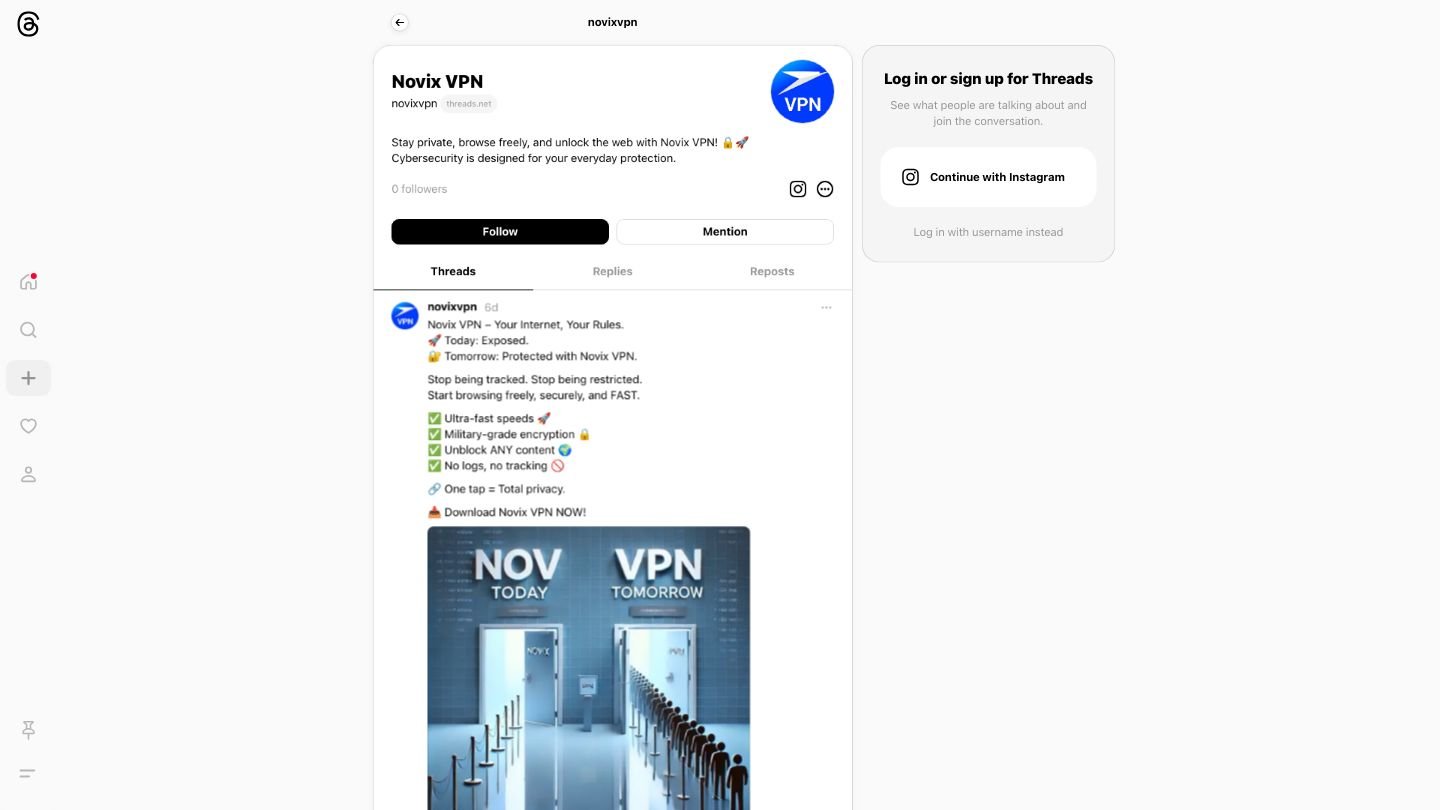 novixvpn
Novix VPN
VPN
novixvpn threads.net
Stay private, browse freely, and unlock the web with Novix VPN! 🔒🚀
Cybersecurity is designed for your everyday protection.
0 followers
Follow
Mention
Threads
Replies
Reposts
VPN
novixvpn 6d
Novix VPN – Your Internet, Your Rules.
🚀 Today: Exposed.
🔐 Tomorrow: Protected with Novix VPN.
Stop being tracked. Stop being restricted.
Start browsing freely, securely, and FAST.
✅ Ultra-fast speeds 🚀
✅ Military-grade encryption 🔒
✅ Unblock ANY content 🌍
✅ No logs, no tracking 🚫
🔗 One tap = Total privacy.
📥 Download Novix VPN NOW!
NOV
TODAY
VPN
TOMORROW
Log in or sign up for Threads
See what people are talking about and
join the conversation.
Continue with Instagram
Log in with username instead